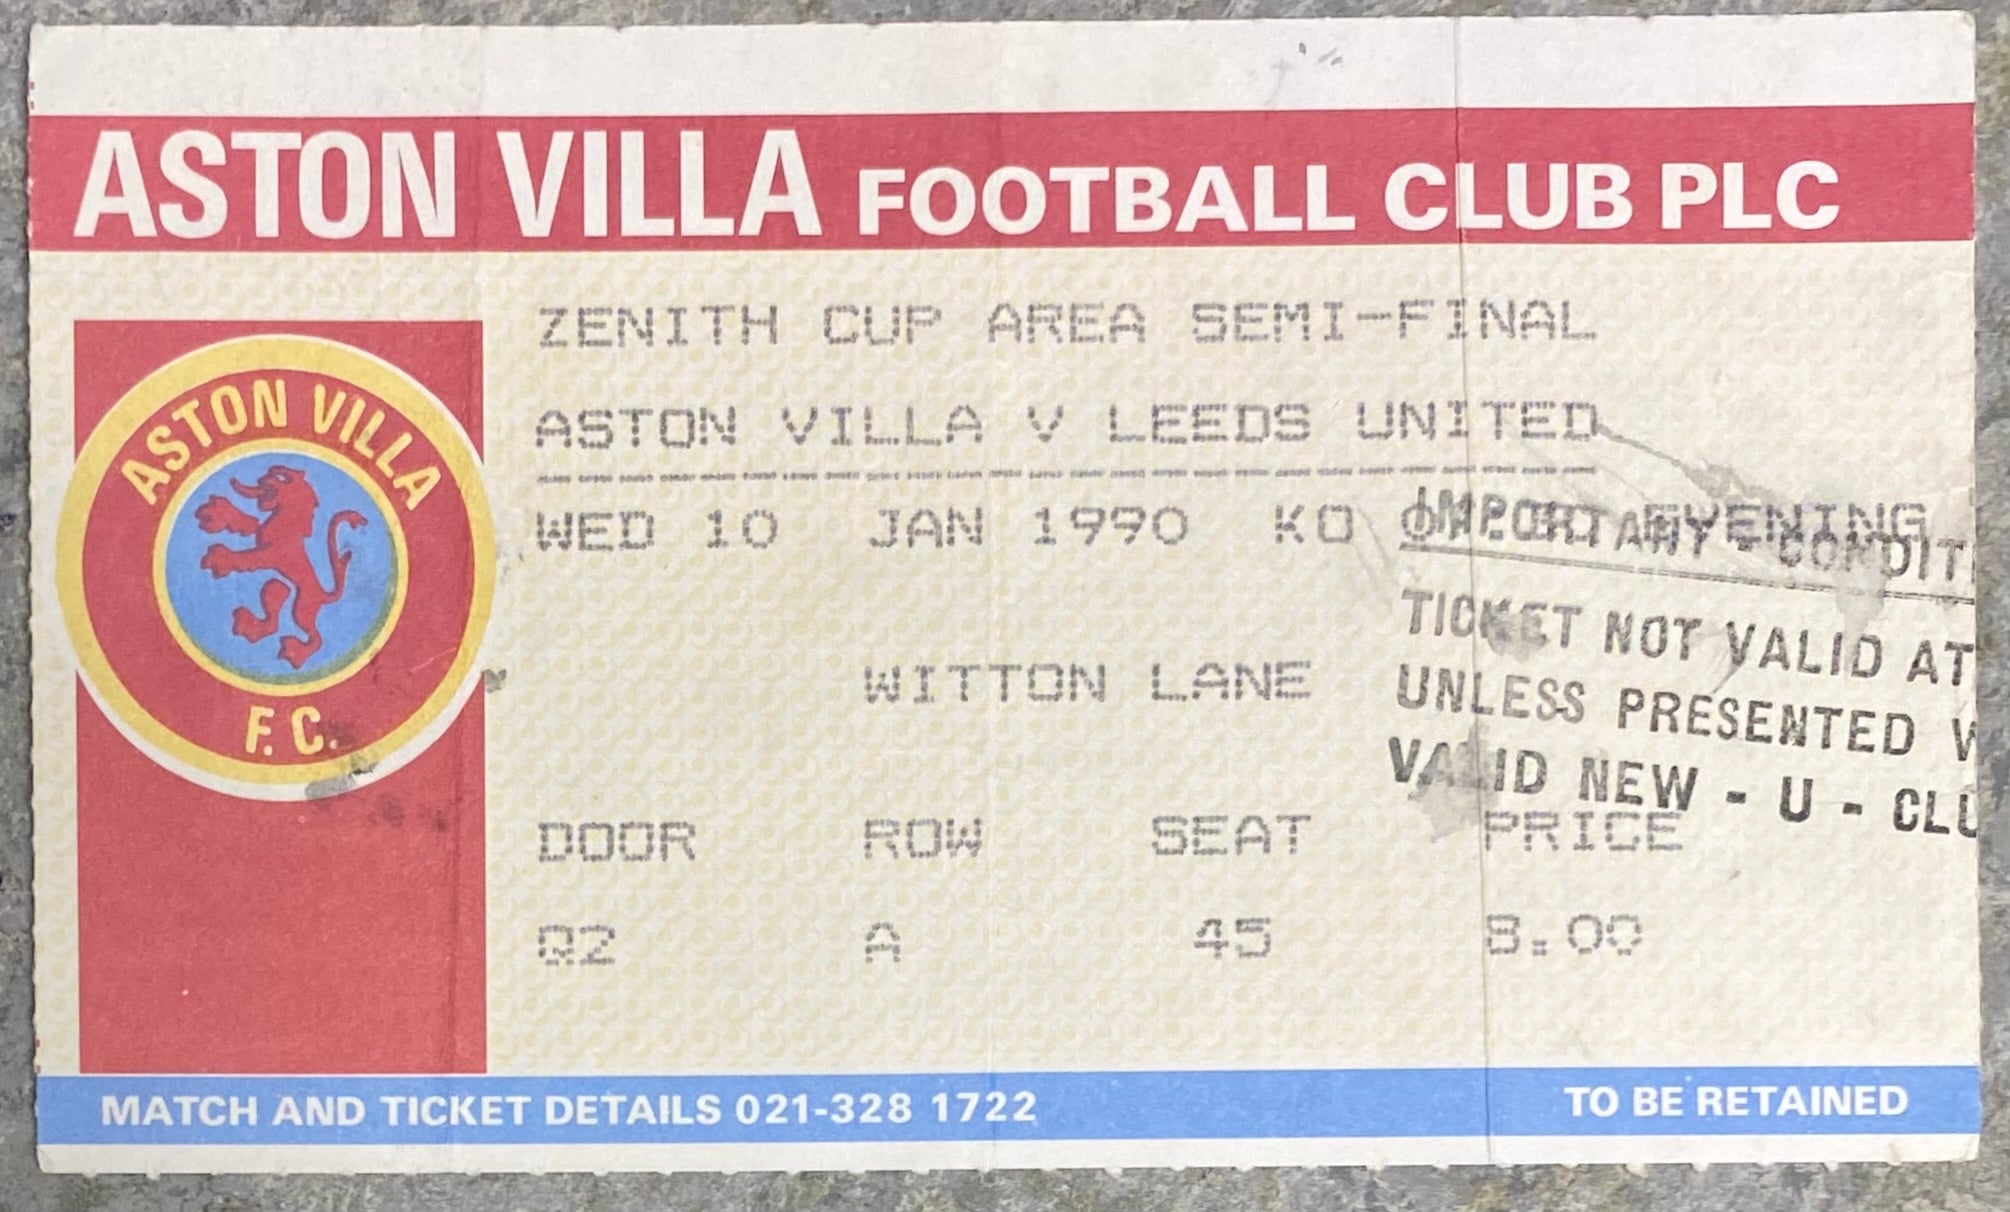 ASTON VILLA FOOTBALL CLUB PLC
ASTON VILLA
F.C.
ZENITH CUP AREA SEMI-FINAL
ASTON VILLA V LEEDS UNITED
WED 10 JAN 1990 KO EVENING
IMPORTANT - CONDIT
TICKET NOT VALID AT
UNLESS PRESENTED W
VALID NEW - U - CLU
WITTON LANE
DOOR ROW SEAT PRICE
Q2 A 45 8.00
MATCH AND TICKET DETAILS 021-328 1722
TO BE RETAINED